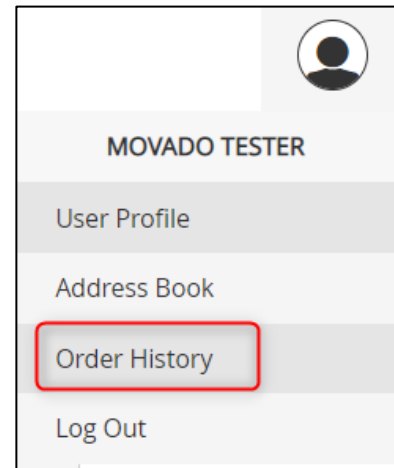 MOVADO TESTER
User Profile
Address Book
Order History
Log Out